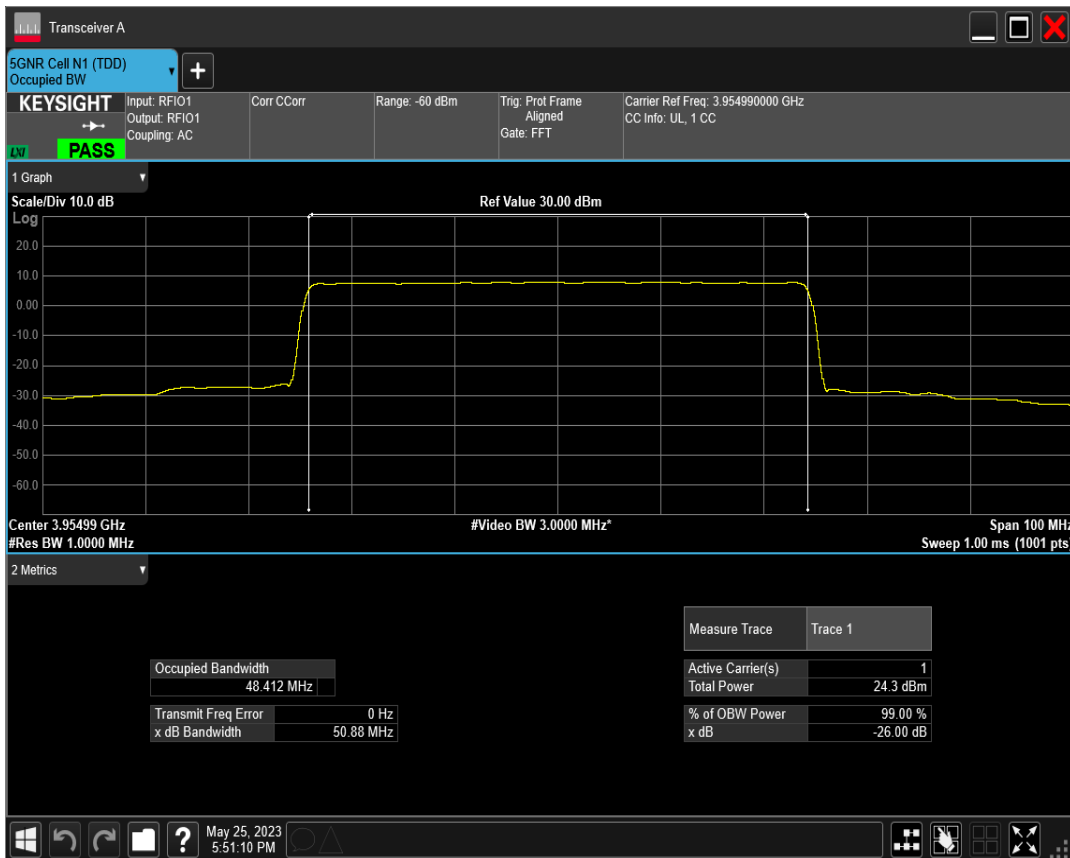 Transceiver A
5GNR Cell N1 (TDD)
Occupied BW
+
KEYSIGHT
LXI
PASS
Input: RFIO1
Output: RFIO1
Coupling: AC
Corr CCorr
Range: -60 dBm
Trig: Prot Frame
Aligned
Gate: FFT
Carrier Ref Freq: 3.954990000 GHz
CC Info: UL, 1 CC
1 Graph
Scale/Div 10.0 dB
Ref Value 30.00 dBm
Log
20.0
10.0
0.00
-10.0
-20.0
-30.0
-40.0
-50.0
-60.0
Center 3.95499 GHz
#Video BW 3.0000 MHz*
Span 100 MHz
#Res BW 1.0000 MHz
Sweep 1.00 ms (1001 pts)
2 Metrics
Measure Trace Trace 1
Occupied Bandwidth
48.412 MHz
Active Carrier(s) 1
Total Power 24.3 dBm
Transmit Freq Error 0 Hz
x dB Bandwidth 50.88 MHz
% of OBW Power 99.00 %
x dB -26.00 dB
?
May 25, 2023
5:51:10 PM